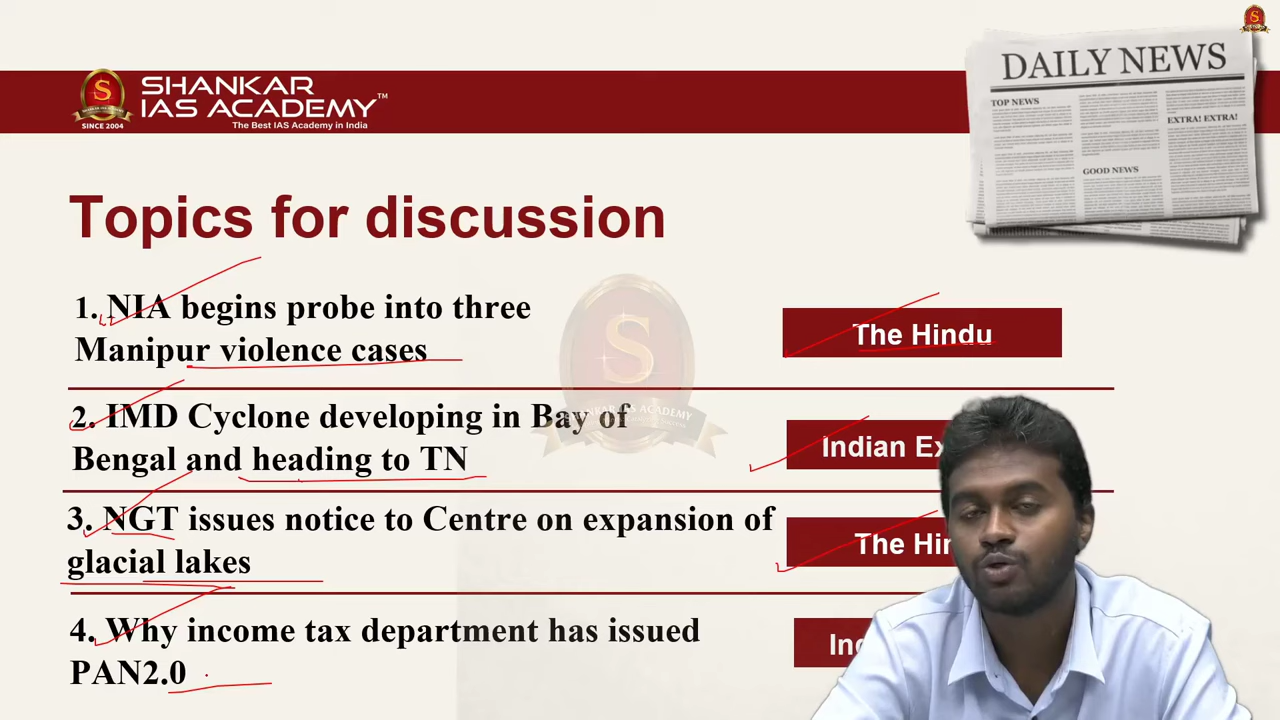 SHANKAR
IAS ACADEMY™
The Best IAS Academy in India
SINCE 2004
DAILY NEWS
TOP NEWS
EXTRA! EXTRA!
GOOD NEWS
Topics for discussion
1. NIA begins probe into three
Manipur violence cases
The Hindu
2. IMD Cyclone developing in Bay of
Bengal and heading to TN
Indian
3. NGT issues notice to Centre on expansion of
glacial lakes
The
4. Why income tax department has issued
PAN2.0